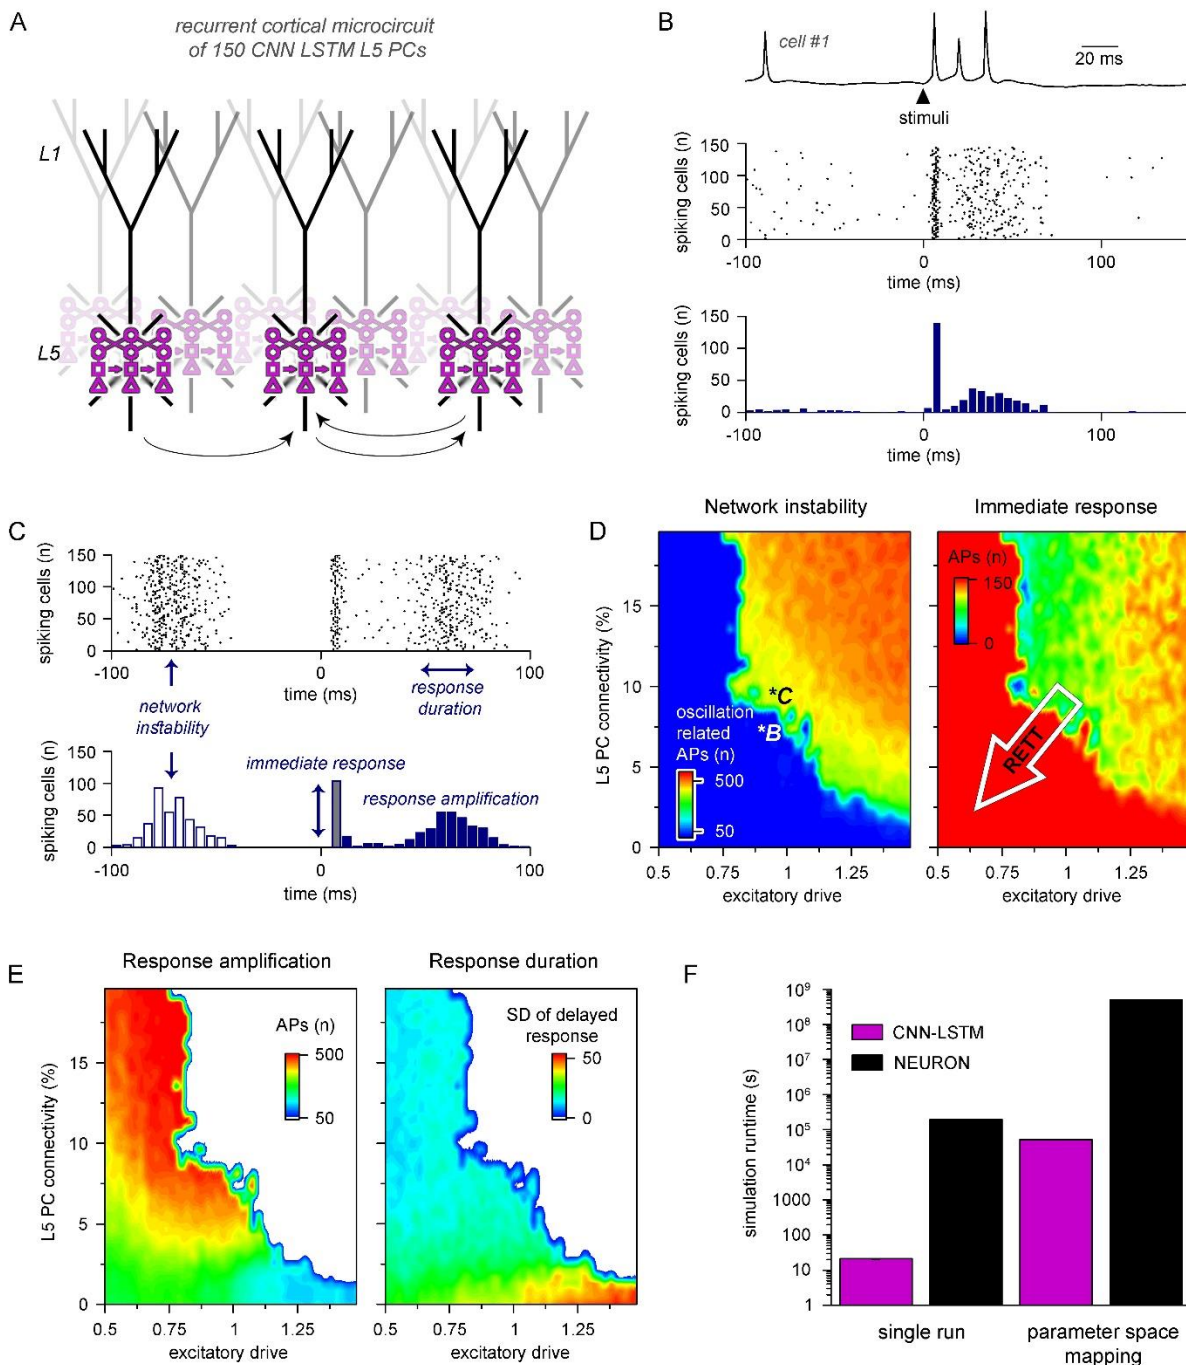 A
recurrent cortical microcircuit
of 150 CNN LSTM L5 PCs
L1
L5
B
cell #1
20 ms
stimuli
spiking cells (n)
150
100
50
0
-100
0
100
time (ms)
spiking cells (n)
150
100
50
0
-100
0
100
time (ms)
C
spiking cells (n)
150
100
50
0
-100
0
100
time (ms)
network
instability
response
duration
immediate response
response amplification
spiking cells (n)
150
100
50
0
-100
0
100
time (ms)
D
Network instability
L5 PC connectivity (%)
15
10
5
0
*C
*B
oscillation
related
APs (n)
500
50
0.5
0.75
1
1.25
excitatory drive
Immediate response
APs (n)
150
0
RETT
0.5
0.75
1
1.25
excitatory drive
E
Response amplification
L5 PC connectivity (%)
15
10
5
0
APs (n)
500
50
0.5
0.75
1
1.25
excitatory drive
Response duration
SD of delayed
response
50
0
0.5
0.75
1
1.25
excitatory drive
F
simulation runtime (s)
10⁹
10⁸
10⁷
10⁶
10⁵
10⁴
1000
100
10
1
CNN-LSTM
NEURON
single run
parameter space
mapping